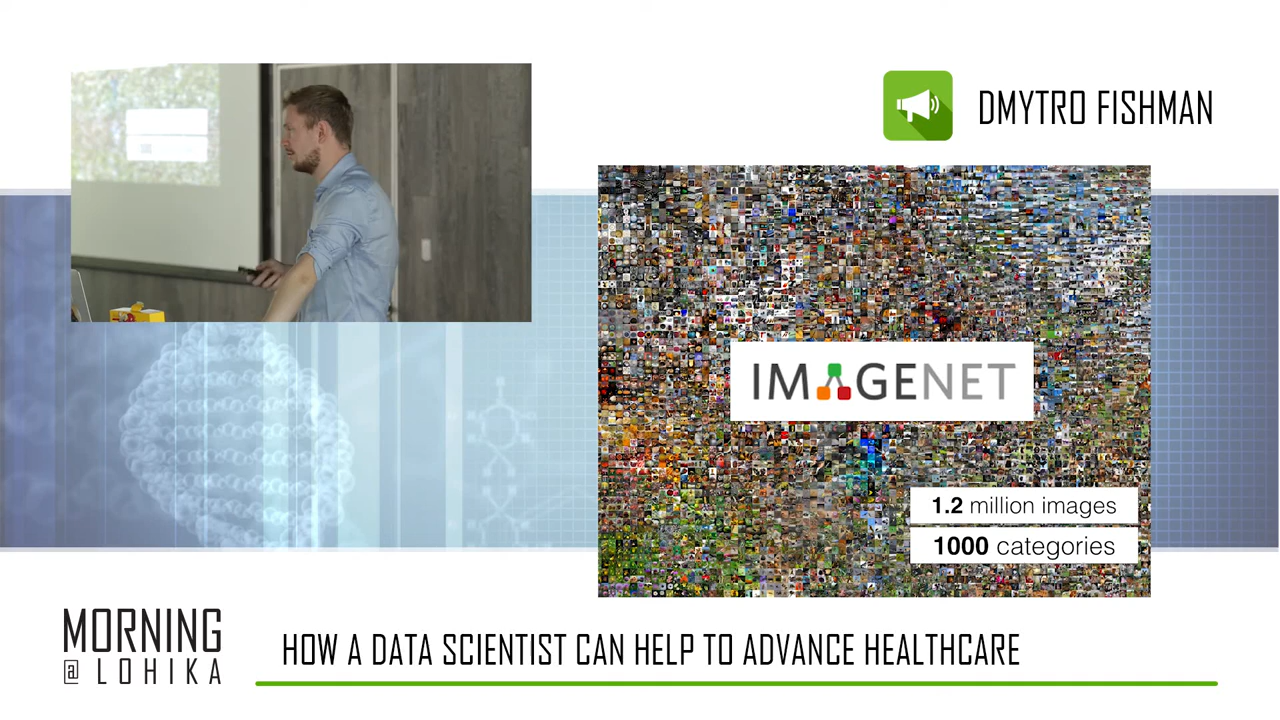 DMYTRO FISHMAN
IMAGENET
1.2 million images
1000 categories
MORNING
@ LOHIKA
HOW A DATA SCIENTIST CAN HELP TO ADVANCE HEALTHCARE